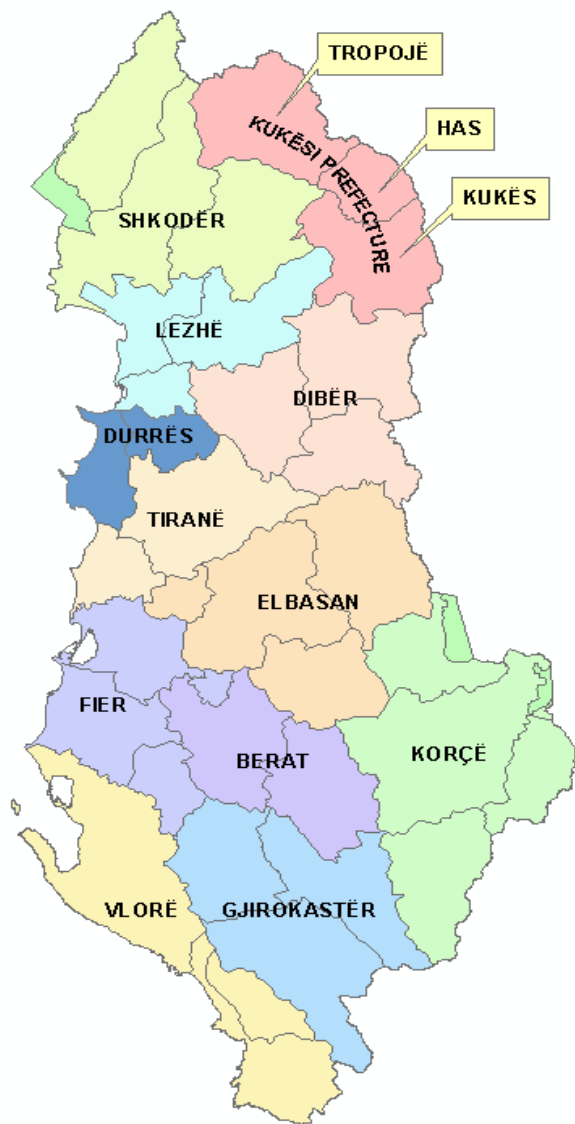 TROPOJË
HAS
KUKËSI PREFECTURE
KUKËS
SHKODËR
LEZHË
DIBËR
DURRËS
TIRANË
ELBASAN
FIER
BERAT
KORÇË
VLORË
GJIROKASTËR